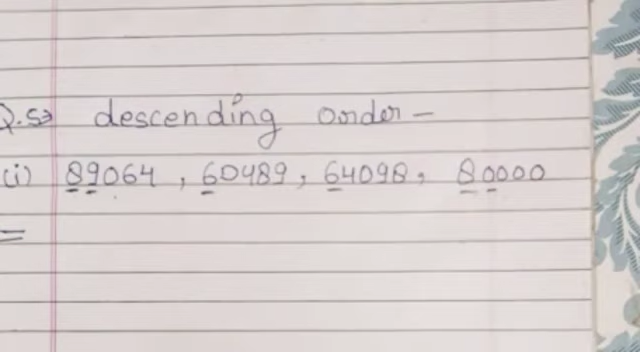 Q.5⇒ descending order-
(i) 89064, 60489, 64098, 80000
=